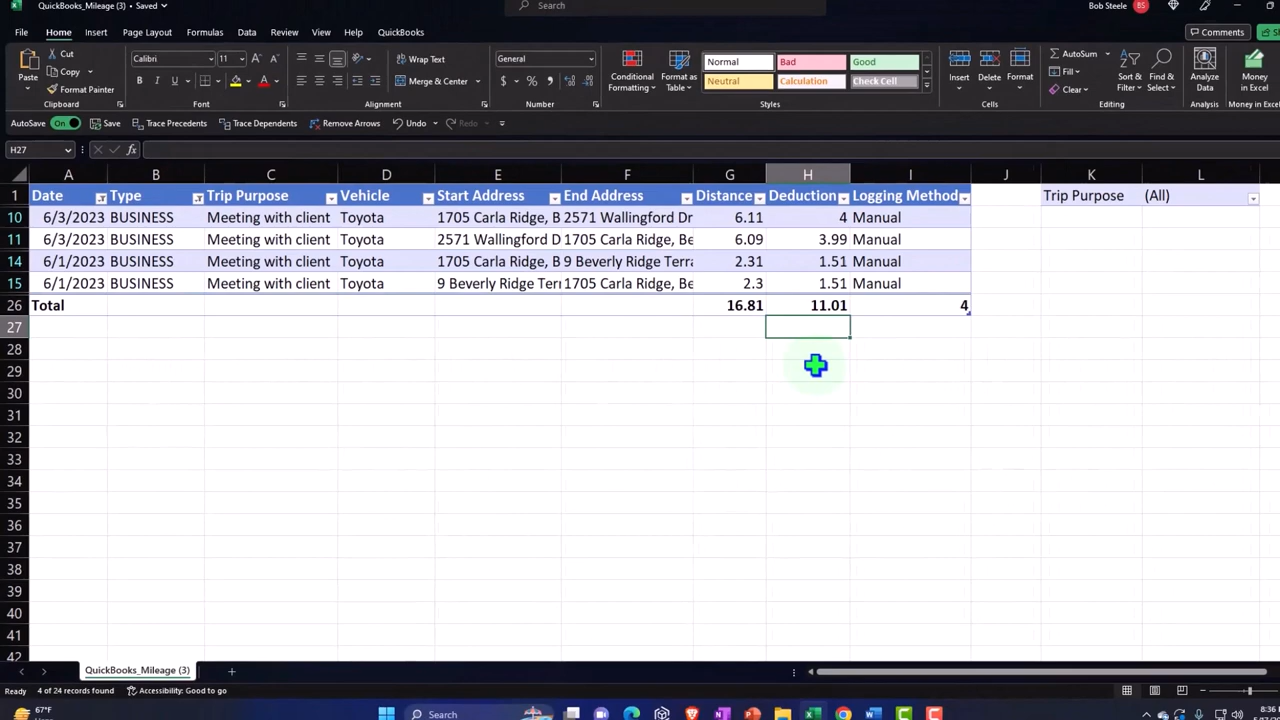 QuickBooks_Mileage (3) • Saved
Search
Bob Steele
BS
File Home Insert Page Layout Formulas Data Review View Help QuickBooks
Comments
Paste
Cut
Copy
Format Painter
Clipboard
Calibri 11
B I U
Font
Wrap Text
Merge & Center
Alignment
General
$ % ,
Number
Conditional Formatting
Format as Table
Normal Bad Good
Neutral Calculation Check Cell
Styles
Insert Delete Format
Cells
AutoSum
Fill
Clear
Sort & Filter
Find & Select
Editing
Analyze Data
Analysis
Money in Excel
Money in Exce
AutoSave On Save Trace Precedents Trace Dependents Remove Arrows Undo Redo
H27 fx
A B C D E F G H I J K L
1 Date Type Trip Purpose Vehicle Start Address End Address Distance Deduction Logging Method Trip Purpose (All)
10 6/3/2023 BUSINESS Meeting with client Toyota 1705 Carla Ridge, B 2571 Wallingford Dr 6.11 4 Manual
11 6/3/2023 BUSINESS Meeting with client Toyota 2571 Wallingford D 1705 Carla Ridge, Be 6.09 3.99 Manual
14 6/1/2023 BUSINESS Meeting with client Toyota 1705 Carla Ridge, B 9 Beverly Ridge Terra 2.31 1.51 Manual
15 6/1/2023 BUSINESS Meeting with client Toyota 9 Beverly Ridge Terr 1705 Carla Ridge, Be 2.3 1.51 Manual
26 Total 16.81 11.01 4
27
28
29
30
31
32
33
34
35
36
37
38
39
40
41
42
QuickBooks_Mileage (3)
Ready 4 of 24 records found Accessibility: Good to go
67°F
Search
8:36